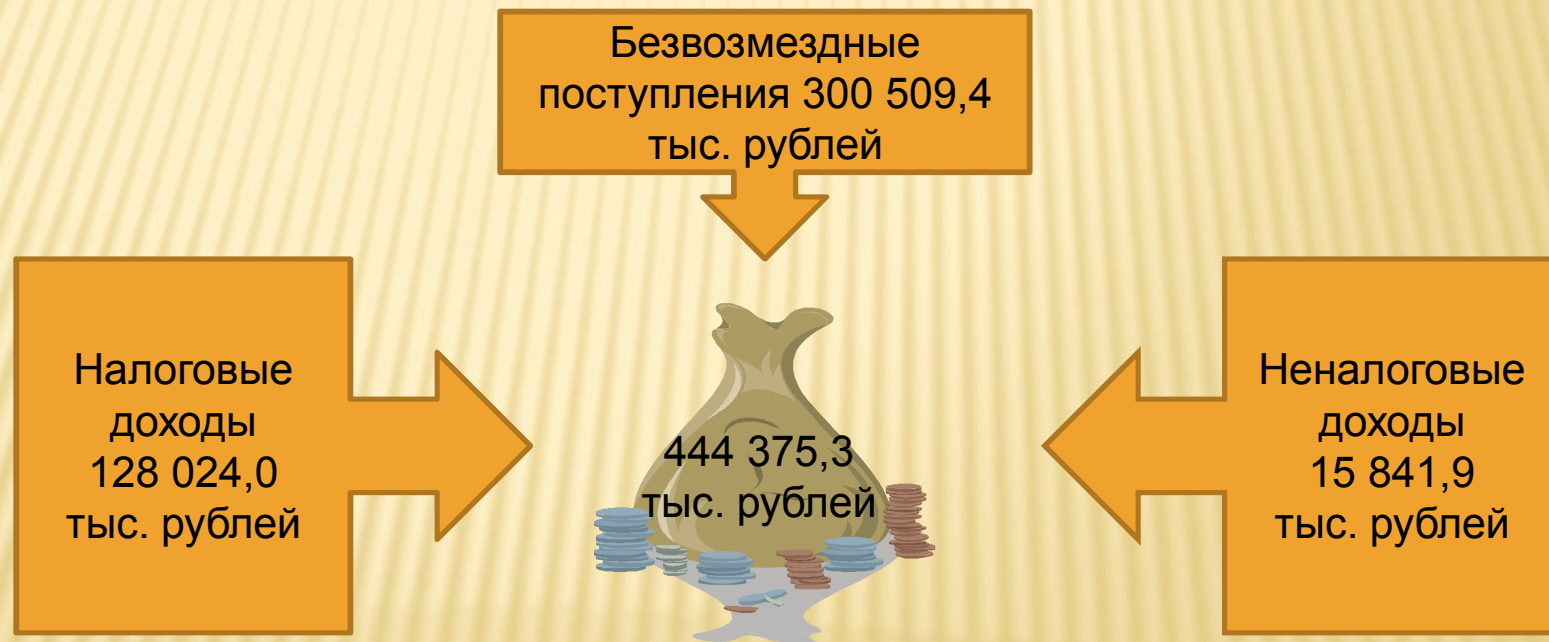 Безвозмездные
поступления 300 509,4
тыс. рублей
Налоговые
доходы
128 024,0
тыс. рублей
444 375,3
тыс. рублей
Неналоговые
доходы
15 841,9
тыс. рублей